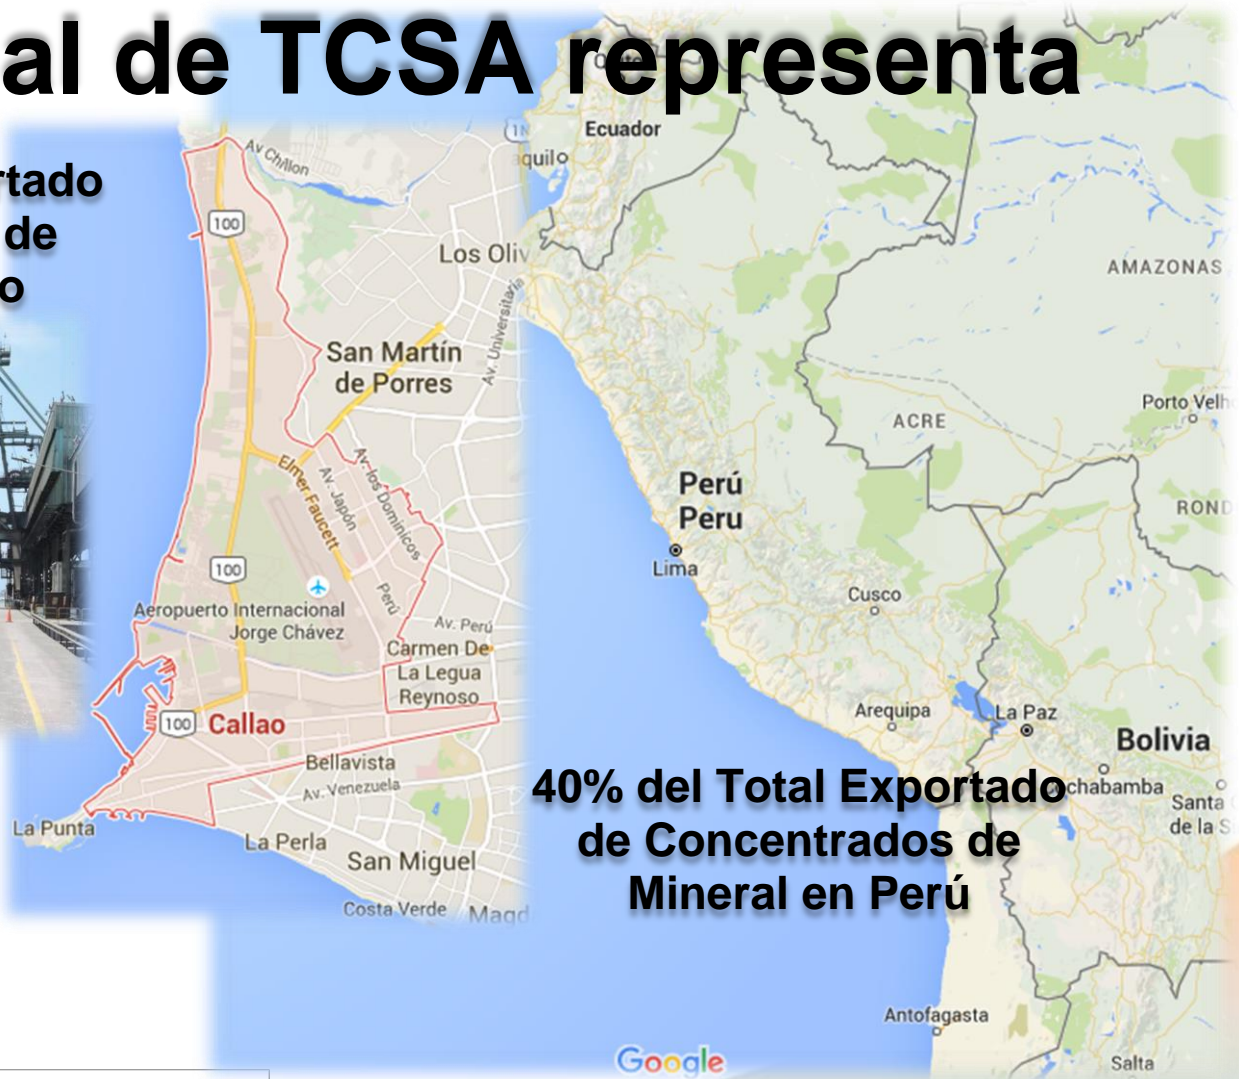 al de TCSA representa
rtado
de
o
Av Chillon
100
Los Oliv
Av. Universitaria
San Martín
de Porres
Elmer Faucett
Av. Japón
Av. los Dominicos
Perú
100
Aeropuerto Internacional
Jorge Chávez
Av. Perú
Carmen De
La Legua
Reynoso
100
Callao
Bellavista
Av. Venezuela
La Punta
La Perla
San Miguel
Costa Verde
Magd
1N
Ecuador
quil
AMAZONAS
Porto Velh
ACRE
ROND
Perú
Peru
Lima
Cusco
Arequipa
La Paz
Bolivia
chabamba
Santa
de la S
40% del Total Exportado
de Concentrados de
Mineral en Perú
Antofagasta
Salta
Google